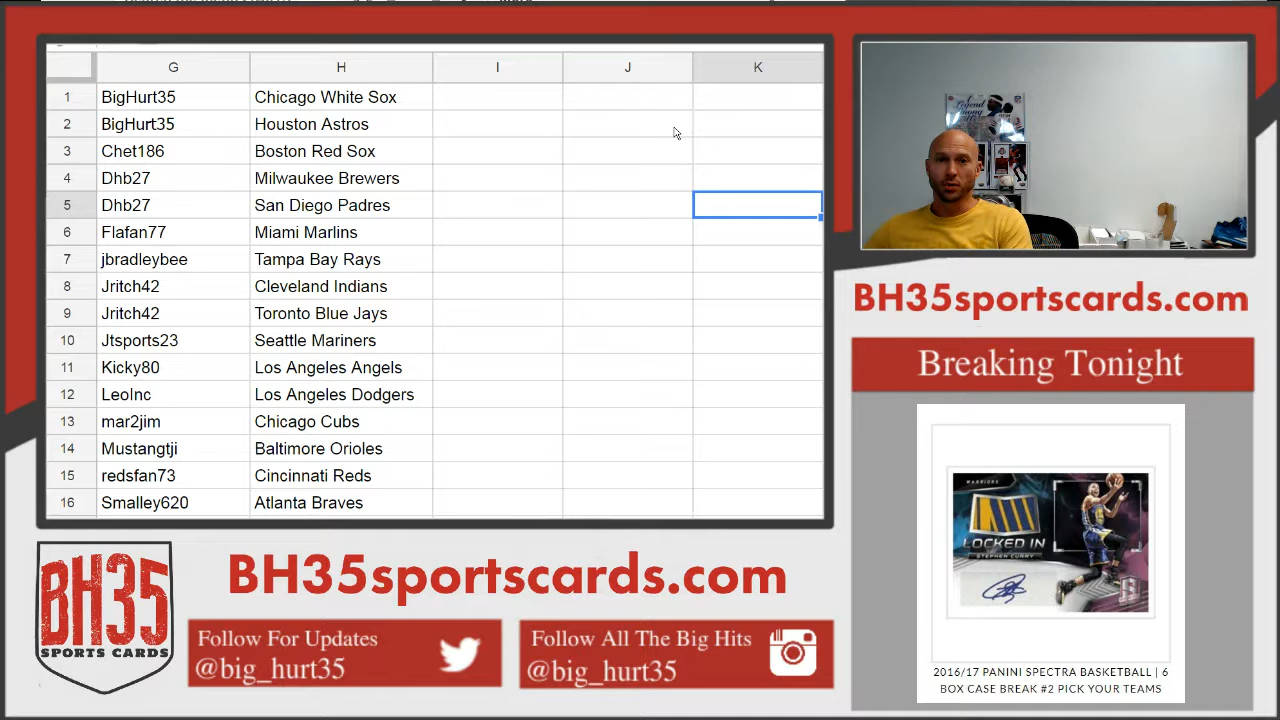 G H I J K
1 BigHurt35 Chicago White Sox
2 BigHurt35 Houston Astros
3 Chet186 Boston Red Sox
4 Dhb27 Milwaukee Brewers
5 Dhb27 San Diego Padres
6 Flafan77 Miami Marlins
7 jbradleybee Tampa Bay Rays
8 Jritch42 Cleveland Indians
9 Jritch42 Toronto Blue Jays
10 Jtsports23 Seattle Mariners
11 Kicky80 Los Angeles Angels
12 LeoInc Los Angeles Dodgers
13 mar2jim Chicago Cubs
14 Mustangtji Baltimore Orioles
15 redsfan73 Cincinnati Reds
16 Smalley620 Atlanta Braves
Legend
BH35sportscards.com
Breaking Tonight
WARRIORS
LOCKED IN
STEPHEN CURRY
2016/17 PANINI SPECTRA BASKETBALL | 6
BOX CASE BREAK #2 PICK YOUR TEAMS
BH35
SPORTS CARDS
BH35sportscards.com
Follow For Updates
@big_hurt35
Follow All The Big Hits
@big_hurt35